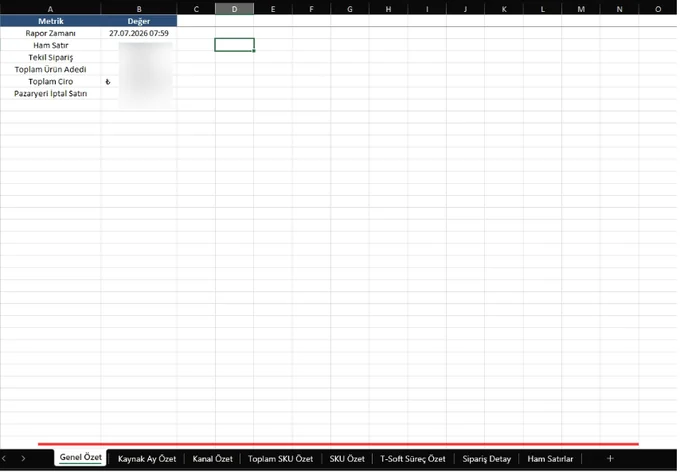 A B C D E F G H I J K L M N O
Metrik Değer
Rapor Zamanı 27.07.2026 07:59
Ham Satır
Tekil Sipariş
Toplam Ürün Adedi
Toplam Ciro ₺
Pazaryeri İptal Satırı
Genel Özet Kaynak Ay Özet Kanal Özet Toplam SKU Özet SKU Özet T-Soft Süreç Özet Sipariş Detay Ham Satırlar